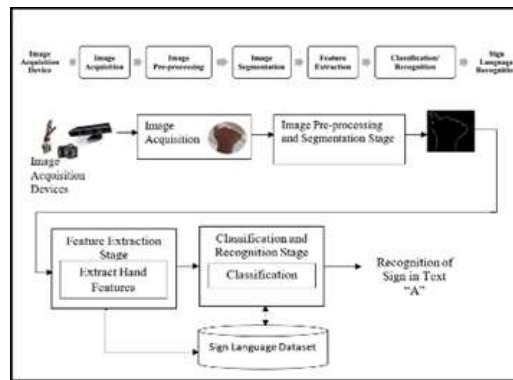 Image
Acquisition
Device
Image
Acquisition
Image
Pre-processing
Image
Segmentation
Feature
Extraction
Classification/
Recognition
Sign
Language
Recognition
Image
Acquisition
Image Pre-processing
and Segmentation Stage
Image
Acquisition
Devices
Feature Extraction
Stage
Extract Hand
Features
Classification and
Recognition Stage
Classification
Recognition of
Sign in Text
“A”
Sign Language Dataset